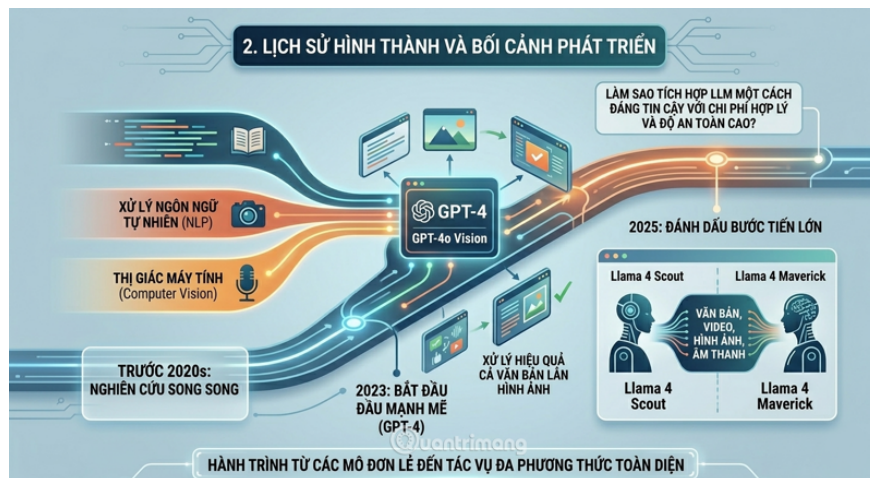 2. LỊCH SỬ HÌNH THÀNH VÀ BỐI CẢNH PHÁT TRIỂN
LÀM SAO TÍCH HỢP LLM MỘT CÁCH
ĐÁNG TIN CẬY VỚI CHI PHÍ HỢP LÝ
VÀ ĐỘ AN TOÀN CAO?
XỬ LÝ NGÔN NGỮ
TỰ NHIÊN (NLP)
THỊ GIÁC MÁY TÍNH
(Computer Vision)
GPT-4
GPT-4o Vision
2025: ĐÁNH DẤU BƯỚC TIẾN LỚN
Llama 4 Scout
Llama 4 Maverick
VĂN BẢN,
VIDEO,
HÌNH ẢNH,
ÂM THANH
Llama 4
Scout
Llama 4
Maverick
TRƯỚC 2020s:
NGHIÊN CỨU SONG SONG
2023: BẮT ĐẦU
ĐẦU MẠNH MẼ
(GPT-4)
XỬ LÝ HIỆU QUẢ
CẢ VĂN BẢN LẪN
HÌNH ẢNH
Quantrimang
HÀNH TRÌNH TỪ CÁC MÔ ĐƠN LẺ ĐẾN TÁC VỤ ĐA PHƯƠNG THỨC TOÀN DIỆN